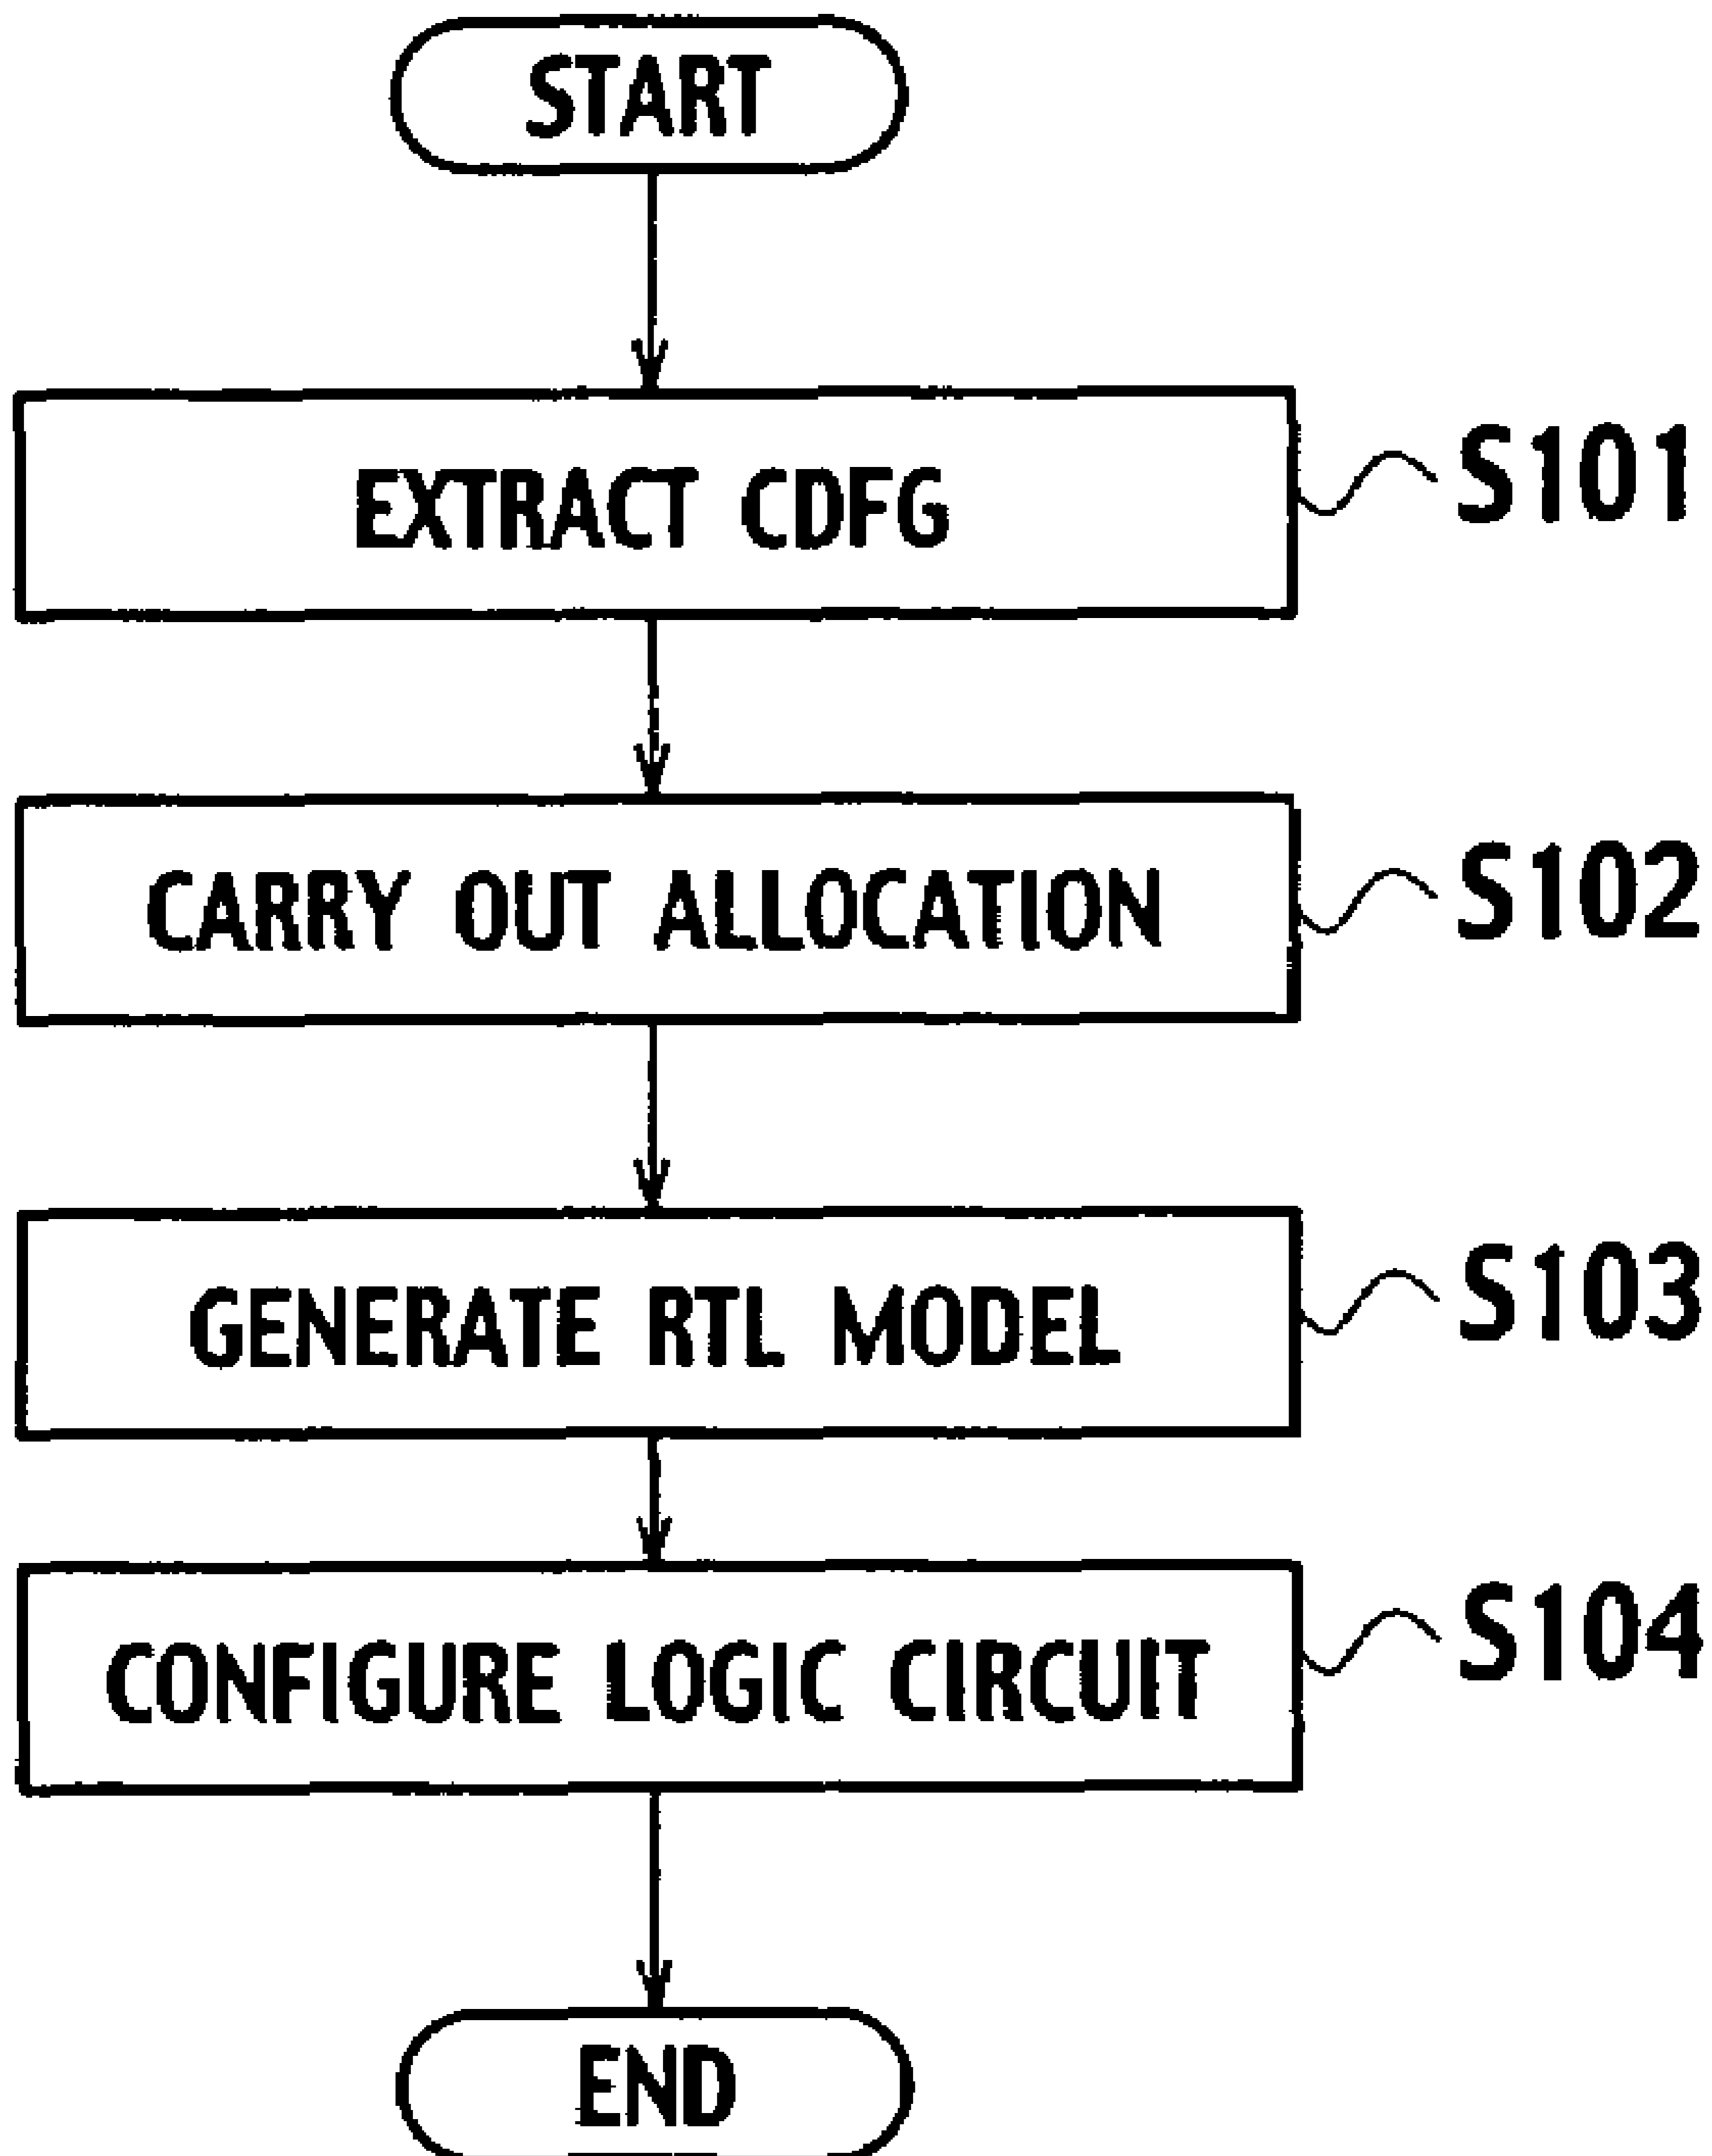 START
EXTRACT CDFG
S101
CARRY OUT ALLOCATION
S102
GENERATE RTL MODEL
S103
CONFIGURE LOGIC CIRCUIT
S104
END